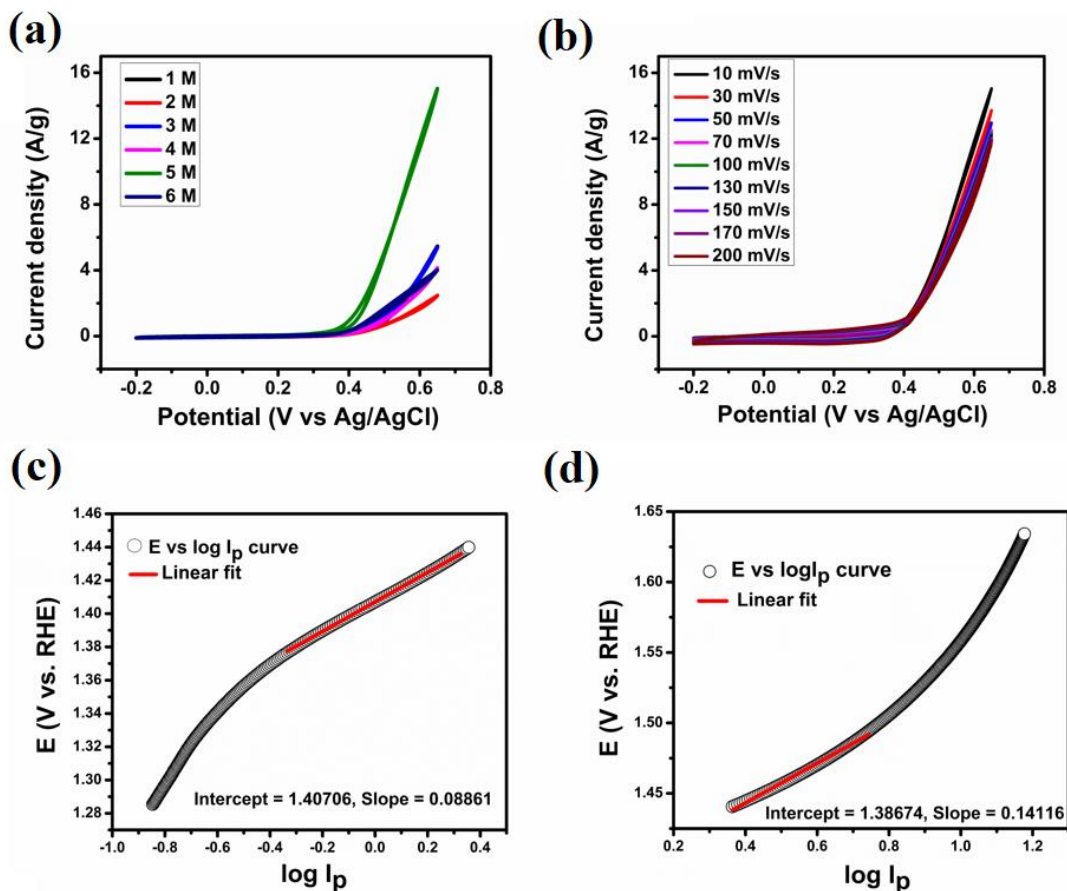 (a)
1 M
2 M
3 M
4 M
5 M
6 M
16
12
8
4
0
-0.2
0.0
0.2
0.4
0.6
0.8
Current density (A/g)
Potential (V vs Ag/AgCl)
(b)
10 mV/s
30 mV/s
50 mV/s
70 mV/s
100 mV/s
130 mV/s
150 mV/s
170 mV/s
200 mV/s
16
12
8
4
0
-0.2
0.0
0.2
0.4
0.6
0.8
Current density (A/g)
Potential (V vs Ag/AgCl)
(c)
E vs log Ip curve
Linear fit
1.46
1.44
1.42
1.40
1.38
1.36
1.34
1.32
1.30
1.28
Intercept = 1.40706, Slope = 0.08861
-1.0
-0.8
-0.6
-0.4
-0.2
0.0
0.2
0.4
0.6
E (V vs. RHE)
log Ip
(d)
E vs logIp curve
Linear fit
1.65
1.60
1.55
1.50
1.45
Intercept = 1.38674, Slope = 0.14116
0.2
0.4
0.6
0.8
1.0
1.2
E (V vs. RHE)
log Ip